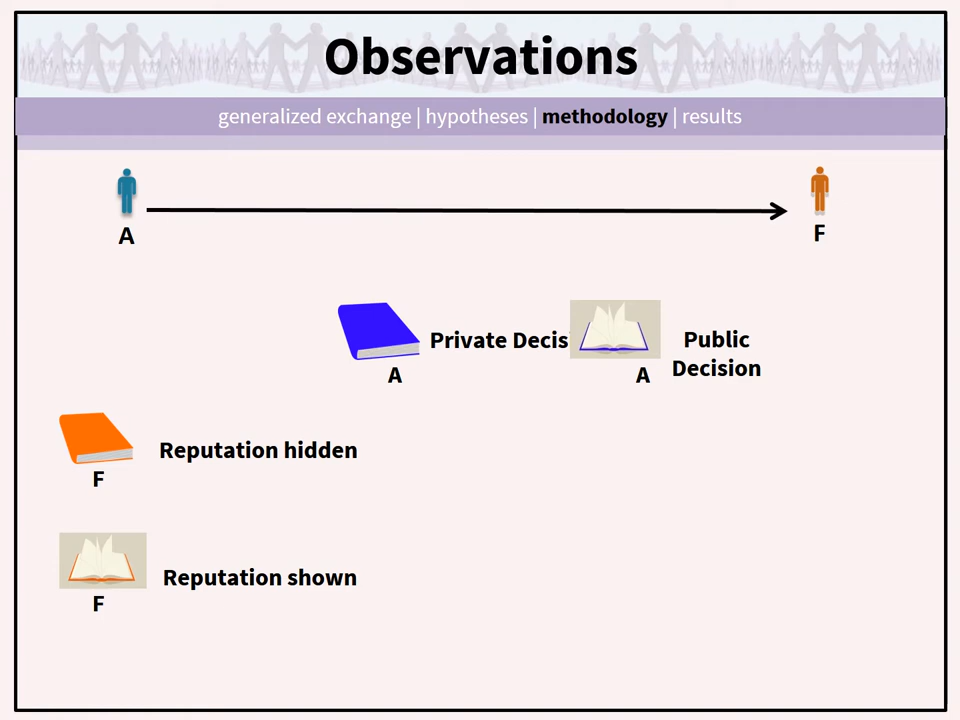 Observations
generalized exchange | hypotheses | methodology | results
A
F
Private Decis
A
Public
Decision
A
Reputation hidden
F
Reputation shown
F